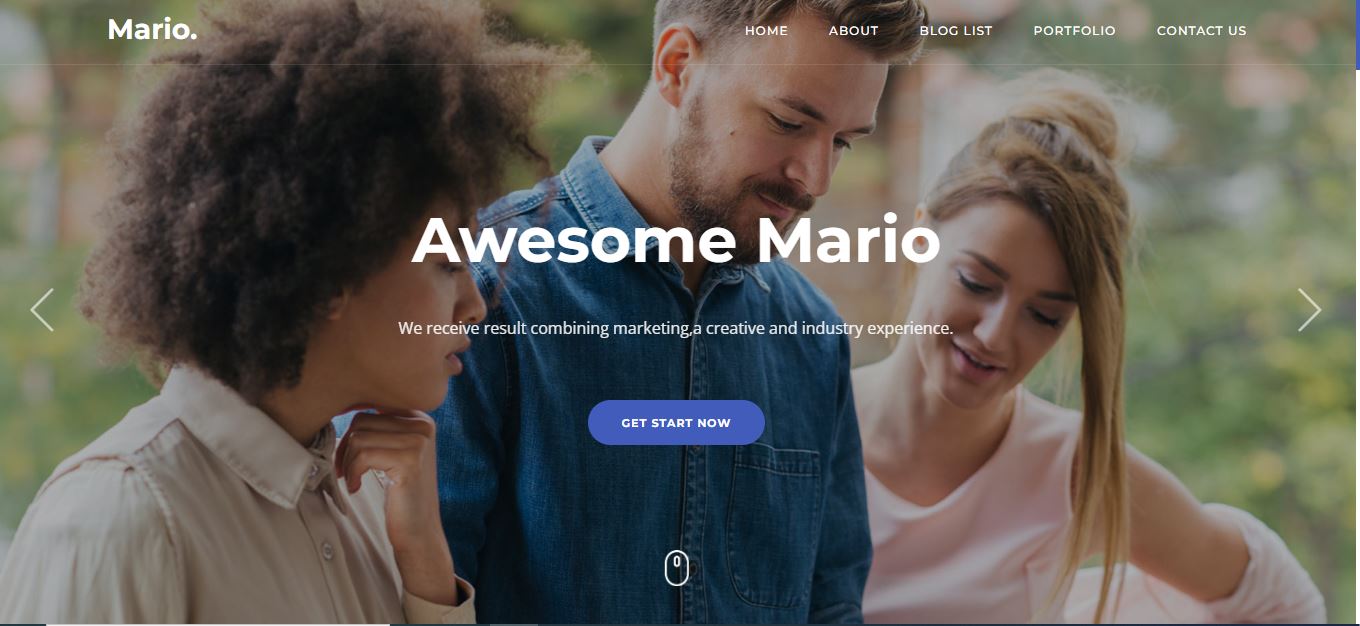 Mario.
HOME
ABOUT
BLOG LIST
PORTFOLIO
CONTACT US
Awesome Mario
We receive result combining marketing,a creative and industry experience.
GET START NOW